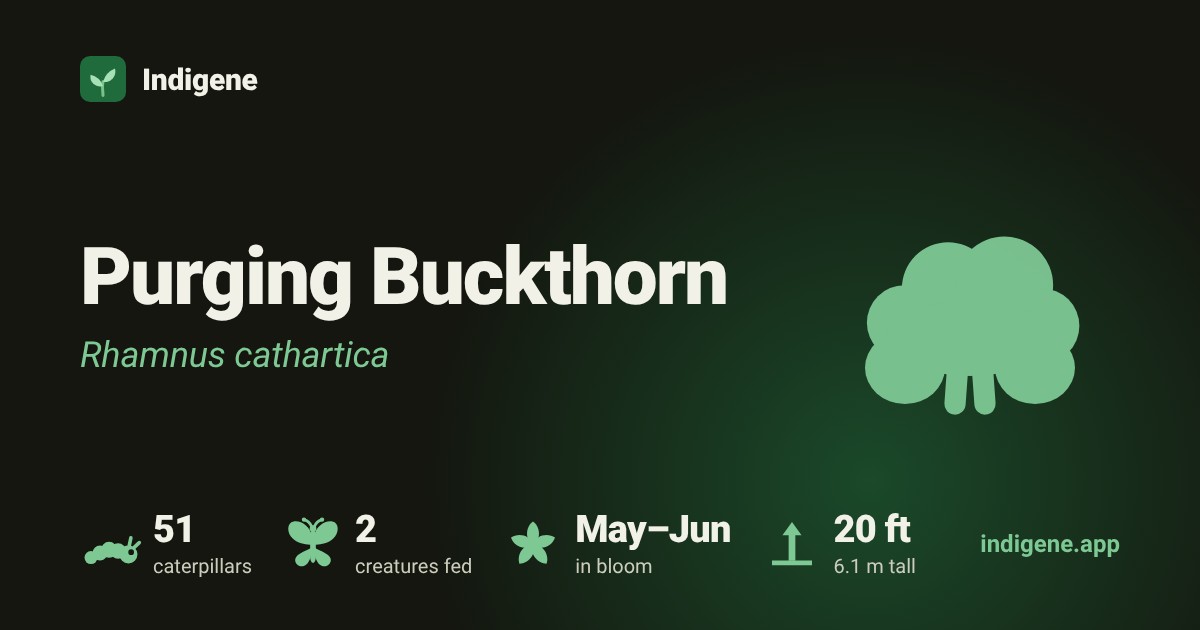 Indigene
Purging Buckthorn
Rhamnus cathartica
51
caterpillars
2
creatures fed
May–Jun
in bloom
20 ft
6.1 m tall
indigene.app